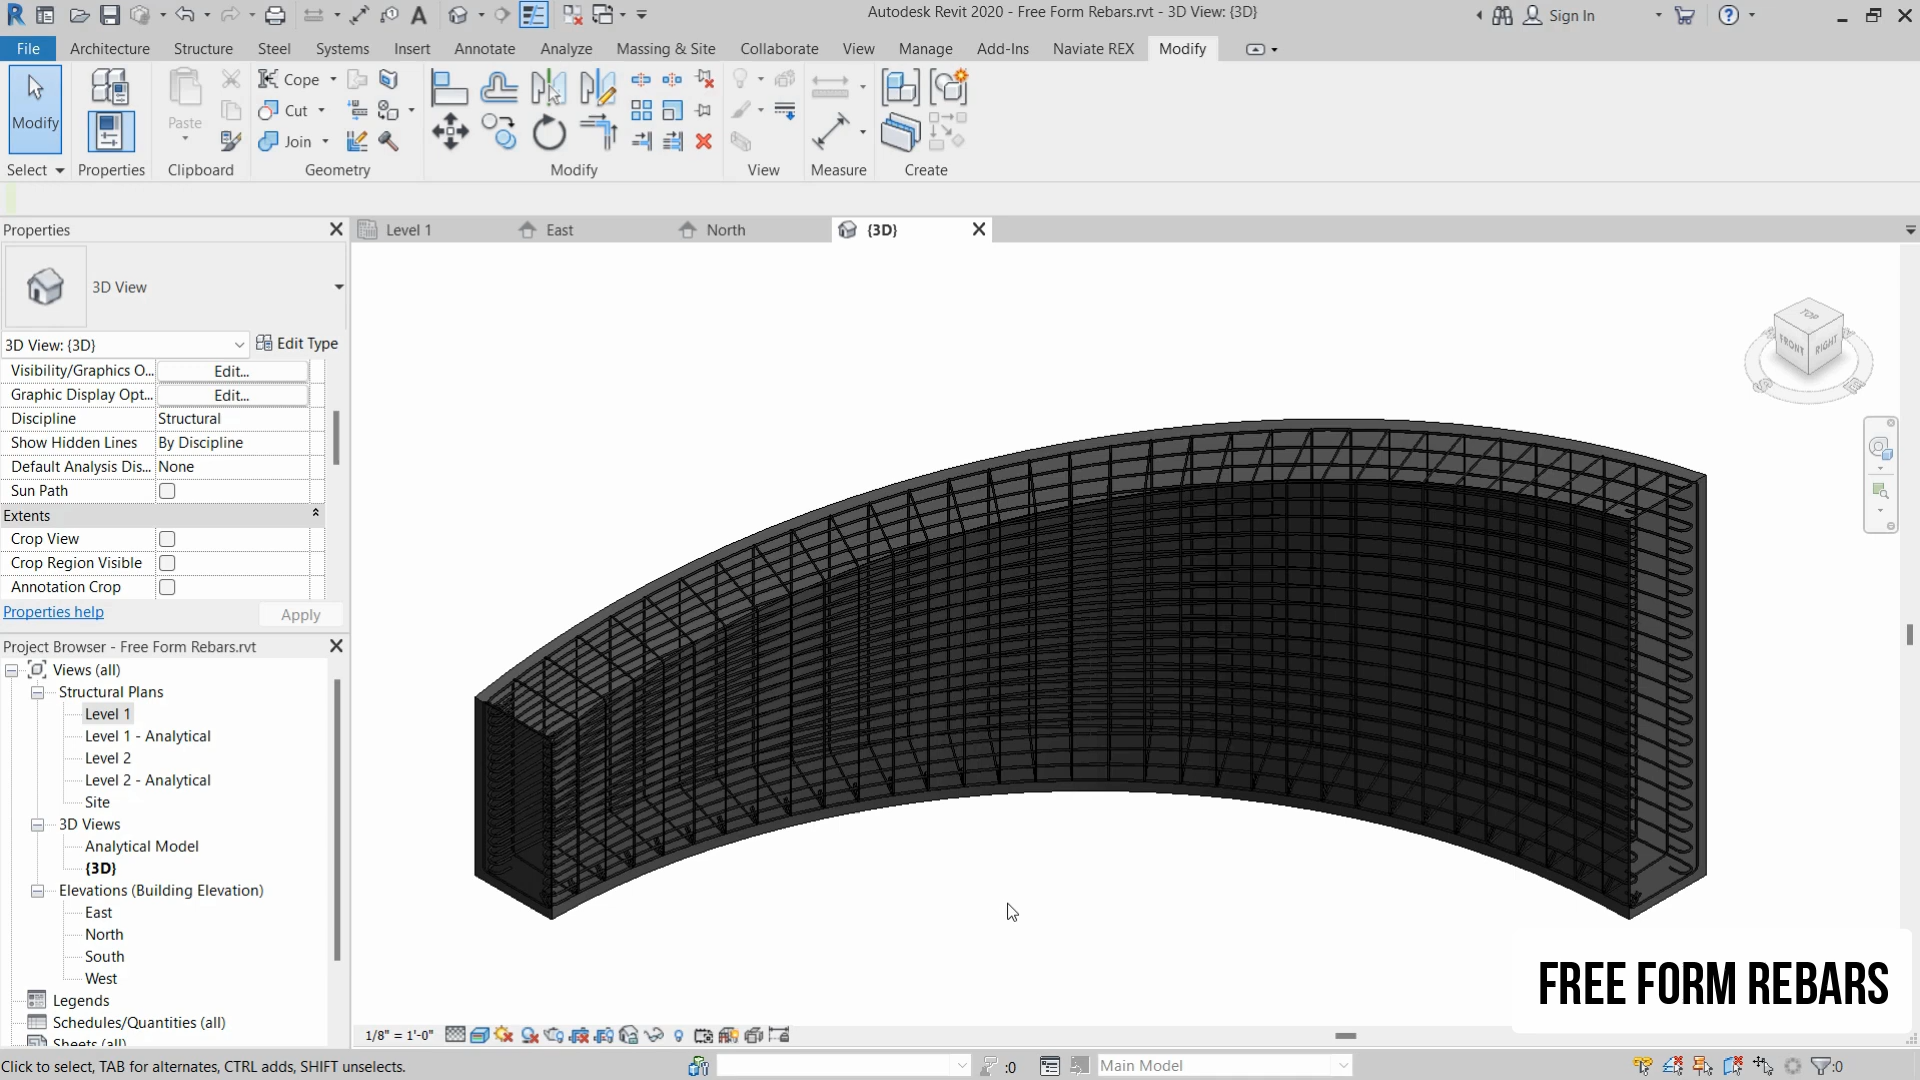 Autodesk Revit 2020 - Free Form Rebars.rvt - 3D View: {3D}
Sign In
File Architecture Structure Steel Systems Insert Annotate Analyze Massing & Site Collaborate View Manage Add-Ins Naviate REX Modify
Modify
Paste
Cope
Cut
Join
Select Properties Clipboard Geometry Modify View Measure Create
Properties
Level 1 East North {3D}
3D View
3D View: {3D} Edit Type
Visibility/Graphics O... Edit...
Graphic Display Opt... Edit...
Discipline Structural
Show Hidden Lines By Discipline
Default Analysis Dis... None
Sun Path
Extents
Crop View
Crop Region Visible
Annotation Crop
Properties help Apply
Project Browser - Free Form Rebars.rvt
Views (all)
Structural Plans
Level 1
Level 1 - Analytical
Level 2
Level 2 - Analytical
Site
3D Views
Analytical Model
{3D}
Elevations (Building Elevation)
East
North
South
West
Legends
Schedules/Quantities (all)
Sheets (all)
TOP
FRONT RIGHT
FREE FORM REBARS
1/8" = 1'-0"
Click to select, TAB for alternates, CTRL adds, SHIFT unselects.
:0
Main Model
:0